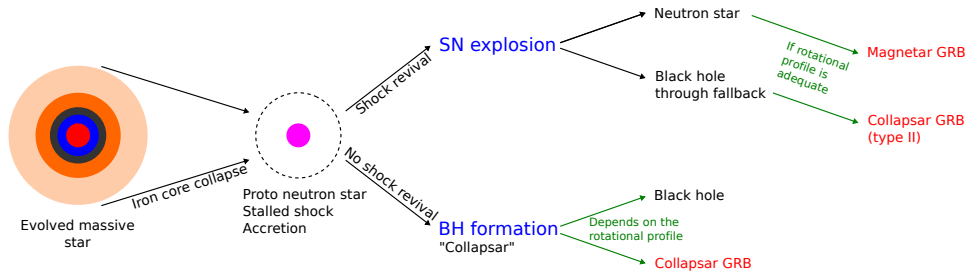 Evolved massive
star
Iron core collapse
Proto neutron star
Stalled shock
Accretion
Shock revival
No shock revival
SN explosion
Neutron star
Black hole
through fallback
If rotational
profile is
adequate
Magnetar GRB
Collapsar GRB
(type II)
BH formation
"Collapsar"
Black hole
Depends on the
rotational profile
Collapsar GRB